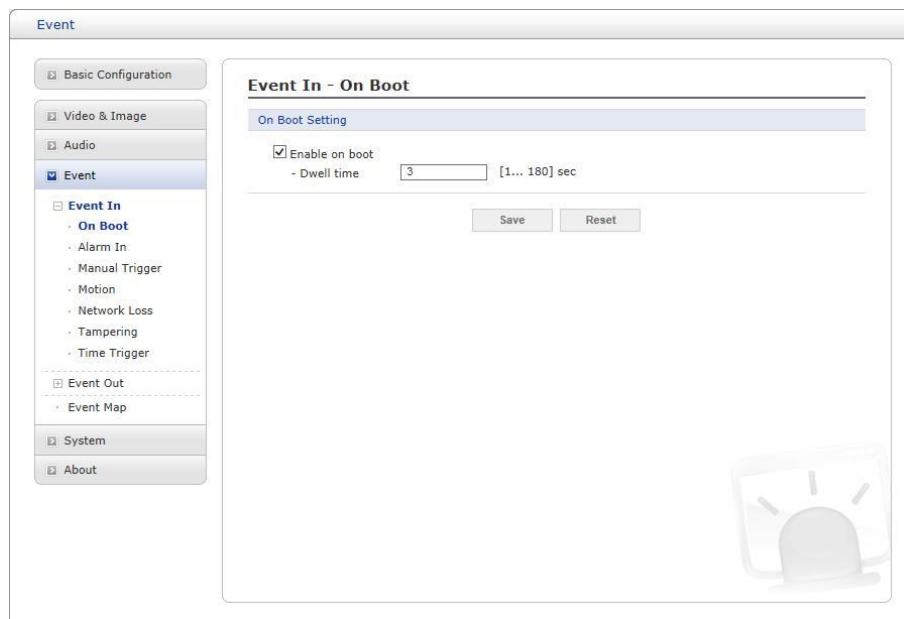 Event
Basic Configuration
Video & Image
Audio
Event
Event In
On Boot
Alarm In
Manual Trigger
Motion
Network Loss
Tampering
Time Trigger
Event Out
Event Map
System
About
Event In - On Boot
On Boot Setting
Enable on boot
- Dwell time 3 [1... 180] sec
Save Reset